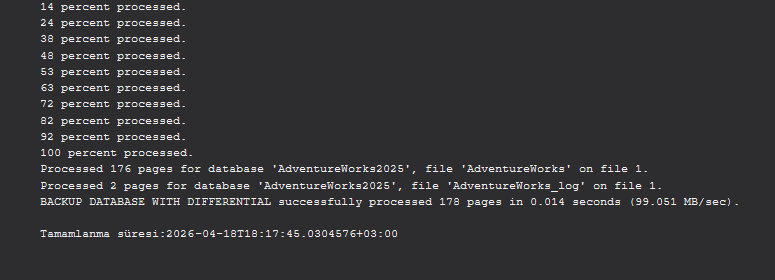 14 percent processed.
24 percent processed.
38 percent processed.
48 percent processed.
53 percent processed.
63 percent processed.
72 percent processed.
82 percent processed.
92 percent processed.
100 percent processed.
Processed 176 pages for database 'AdventureWorks2025', file 'AdventureWorks' on file 1.
Processed 2 pages for database 'AdventureWorks2025', file 'AdventureWorks_log' on file 1.
BACKUP DATABASE WITH DIFFERENTIAL successfully processed 178 pages in 0.014 seconds (99.051 MB/sec).
Tamamlanma süresi:2026-04-18T18:17:45.0304576+03:00